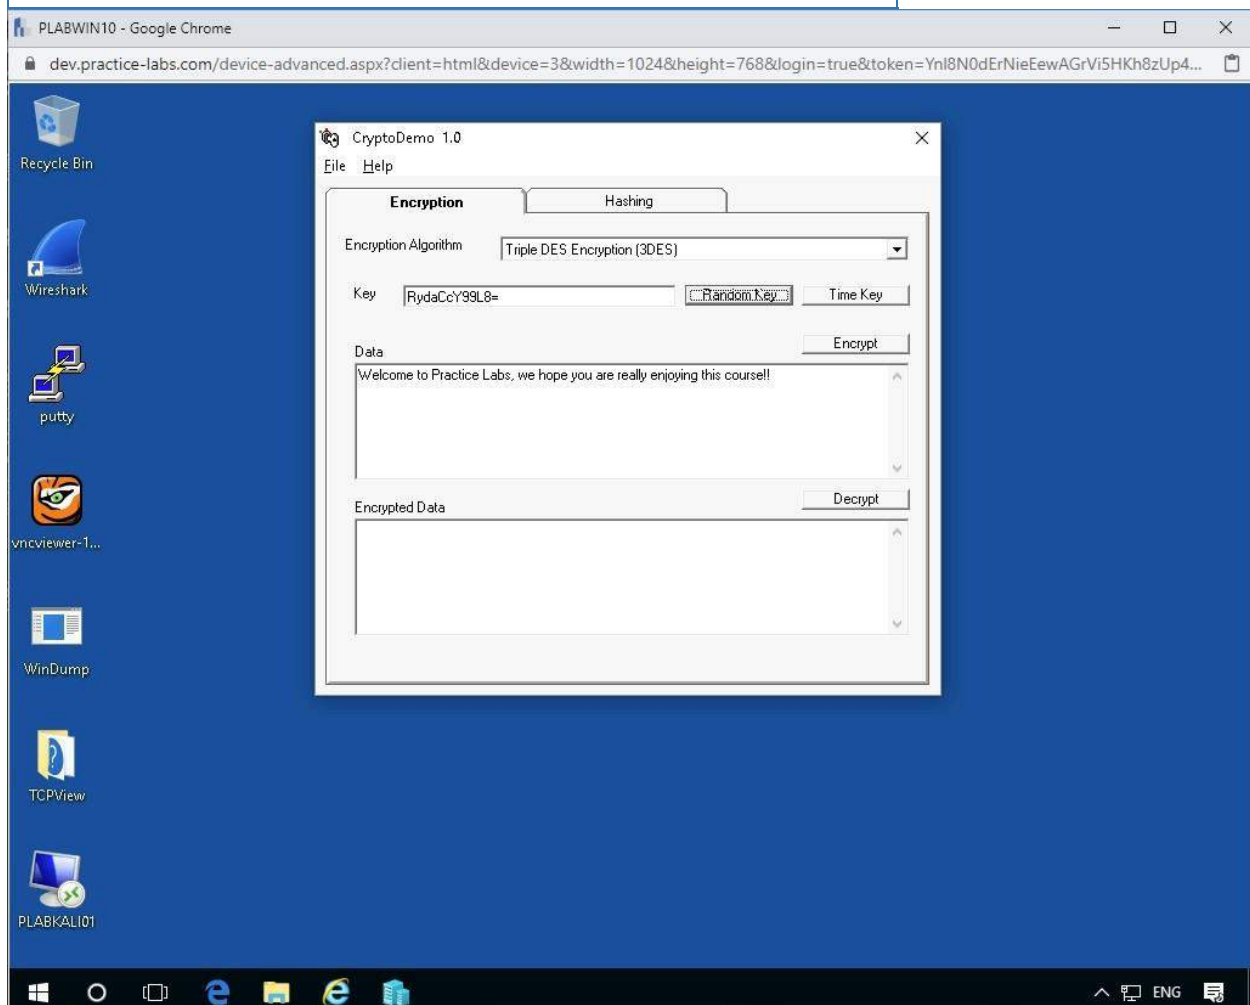 PLABWIN10 - Google Chrome
dev.practice-labs.com/device-advanced.aspx?client=html&device=3&width=1024&height=768&login=true&token=Ynl8N0dErNieEewAGrVi5HKh8zUp4...
Recycle Bin
Wireshark
putty
vncviewer-1...
WinDump
TCPView
PLABKALI01
CryptoDemo 1.0
File Help
Encryption Hashing
Encryption Algorithm Triple DES Encryption (3DES)
Key RydaCcY99L8= Random Key Time Key
Encrypt
Data
Welcome to Practice Labs, we hope you are really enjoying this course!!
Decrypt
Encrypted Data
ENG